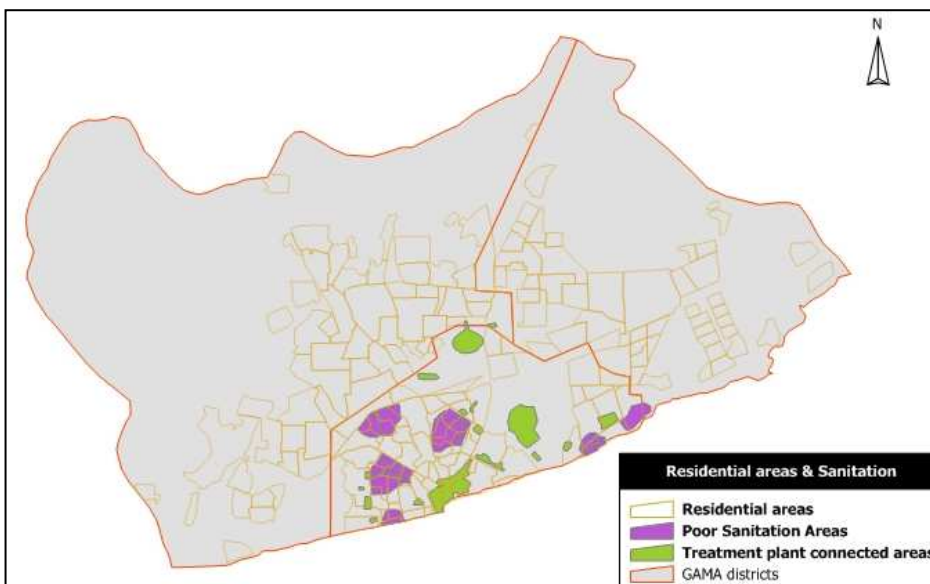 N
Residential areas & Sanitation
Residential areas
Poor Sanitation Areas
Treatment plant connected areas
GAMA districts